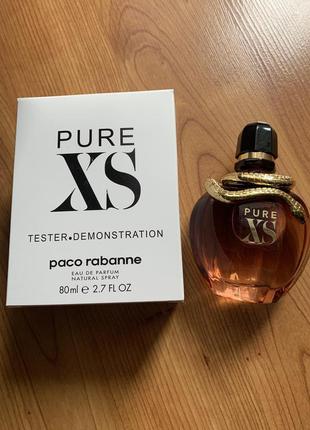 PURE
XS
TESTER•DEMONSTRATION
paco rabanne
EAU DE PARFUM
NATURAL SPRAY
80ml e 2.7 FL OZ
PURE
XS